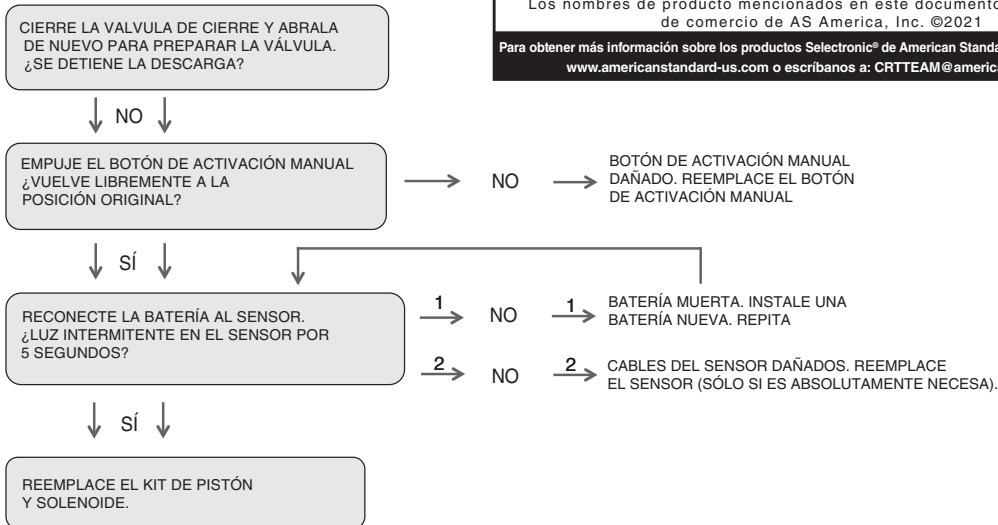 Los nombres de producto mencionados en este documento
de comercio de AS America, Inc. ©2021
Para obtener más información sobre los productos Selectronic® de American Standa
www.americanstandard-us.com o escríbanos a: CRTTEAM@americ
CIERRE LA VALVULA DE CIERRE Y ABRALA
DE NUEVO PARA PREPARAR LA VÁLVULA.
¿SE DETIENE LA DESCARGA?
NO
EMPUJE EL BOTÓN DE ACTIVACIÓN MANUAL
¿VUELVE LIBREMENTE A LA
POSICIÓN ORIGINAL?
NO
BOTÓN DE ACTIVACIÓN MANUAL
DAÑADO. REEMPLACE EL BOTÓN
DE ACTIVACIÓN MANUAL
SÍ
RECONECTE LA BATERÍA AL SENSOR.
¿LUZ INTERMITENTE EN EL SENSOR POR
5 SEGUNDOS?
1 NO 1
BATERÍA MUERTA. INSTALE UNA
BATERÍA NUEVA. REPITA
2 NO 2
CABLES DEL SENSOR DAÑADOS. REEMPLACE
EL SENSOR (SÓLO SI ES ABSOLUTAMENTE NECESA).
SÍ
REEMPLACE EL KIT DE PISTÓN
Y SOLENOIDE.